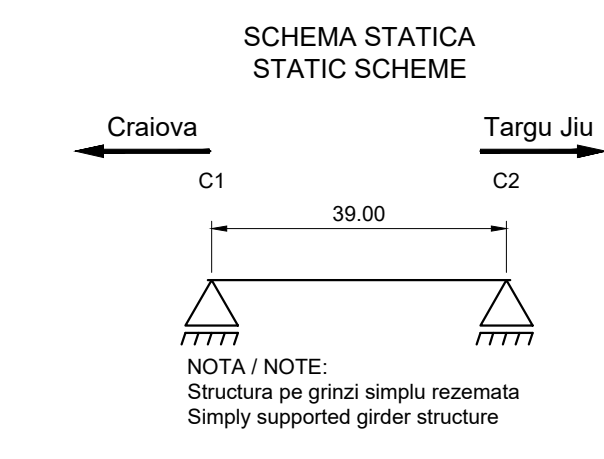 SCHEMA STATICA
STATIC SCHEME
Craiova
Targu Jiu
C1
C2
39.00
NOTA / NOTE:
Structura pe grinzi simplu rezemata
Simply supported girder structure